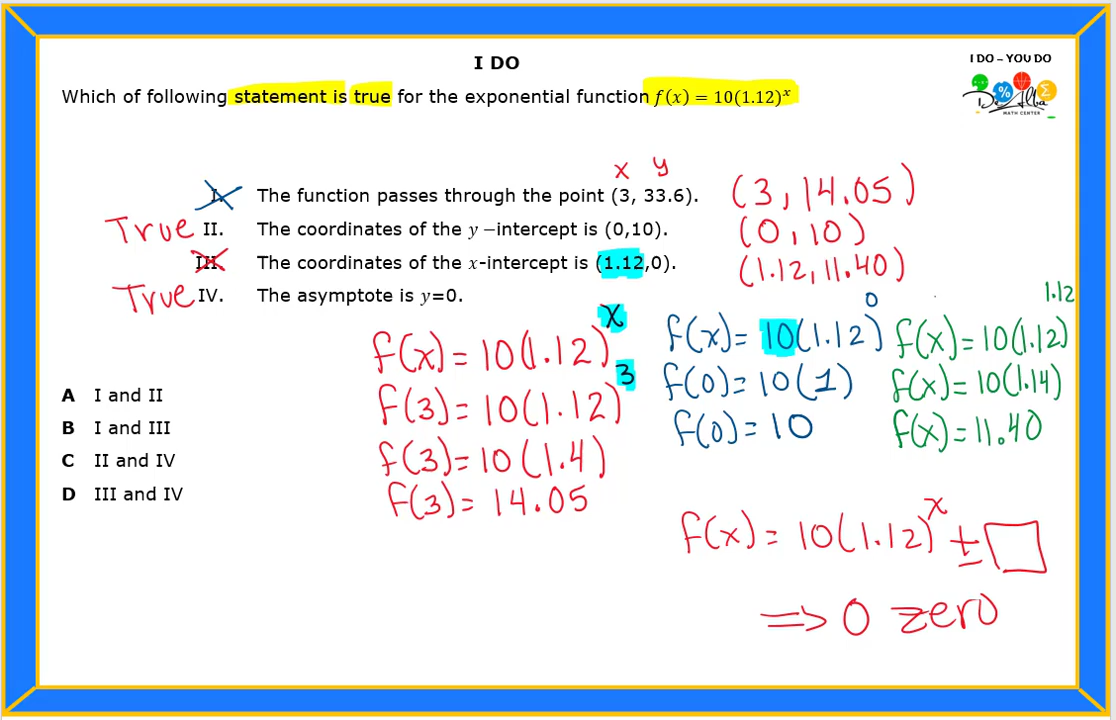 I DO
I DO – YOU DO
Which of following statement is true for the exponential function f(x) = 10(1.12)^x
% Σ
De Alba
MATH CENTER
x y
I. The function passes through the point (3, 33.6). (3, 14.05)
True II. The coordinates of the y −intercept is (0,10). (0, 10)
III. The coordinates of the x-intercept is (1.12,0). (1.12, 11.40)
True IV. The asymptote is y=0.
f(x) = 10(1.12)^x
f(3) = 10(1.12)^3
f(3) = 10(1.4)
f(3) = 14.05
f(x) = 10(1.12)^0
f(0) = 10(1)
f(0) = 10
f(x) = 10(1.12)^1.12
f(x) = 10(1.14)
f(x) = 11.40
A I and II
B I and III
C II and IV
D III and IV
f(x) = 10(1.12)^x ± □
⇒ 0 zero